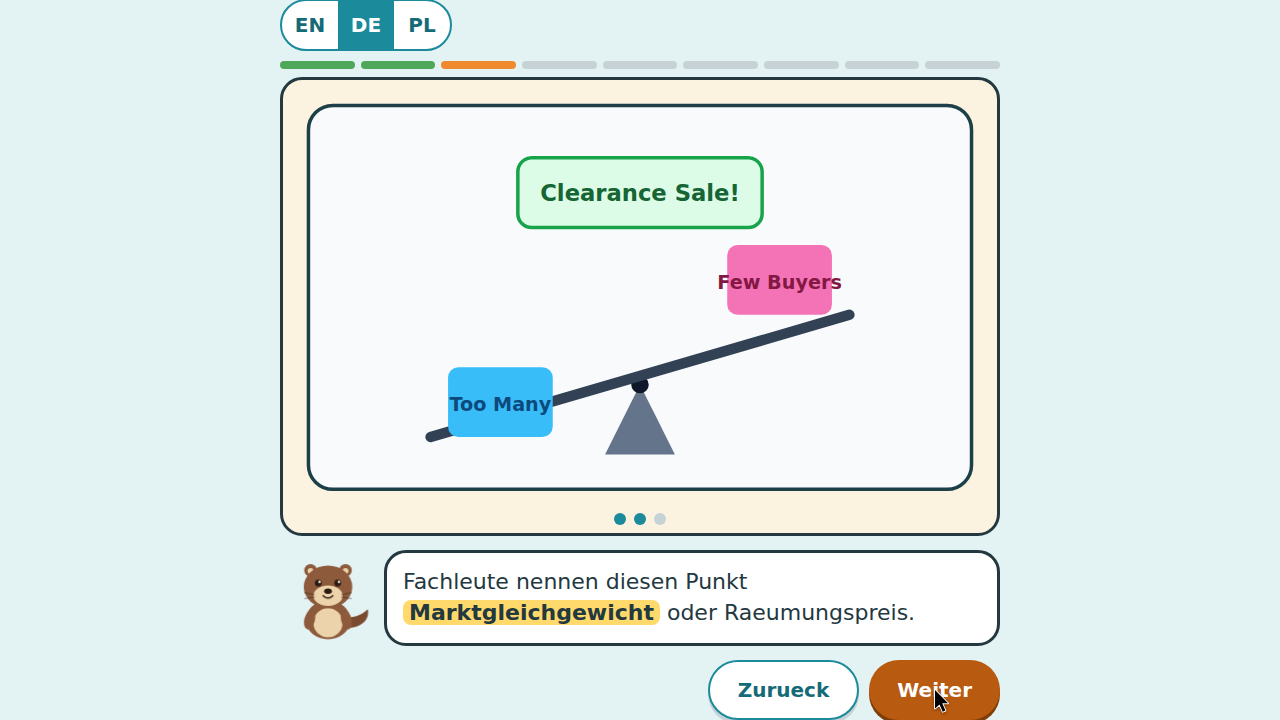 EN DE PL
Clearance Sale!
Few Buyers
Too Many
Fachleute nennen diesen Punkt
Marktgleichgewicht oder Raeumungspreis.
Zurueck Weiter